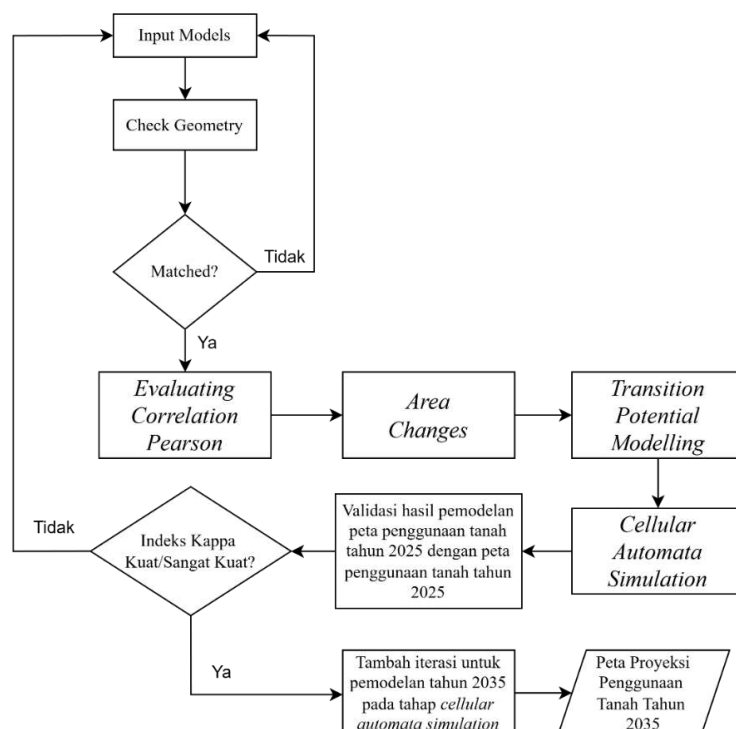 Input Models
Check Geometry
Matched?
Tidak
Ya
Evaluating
Correlation
Pearson
Area
Changes
Transition
Potential
Modelling
Cellular
Automata
Simulation
Validasi hasil pemodelan
peta penggunaan tanah
tahun 2025 dengan peta
penggunaan tanah tahun
2025
Indeks Kappa
Kuat/Sangat Kuat?
Tidak
Ya
Tambah iterasi untuk
pemodelan tahun 2035
pada tahap cellular
automata simulation
Peta Proyeksi
Penggunaan
Tanah Tahun
2035